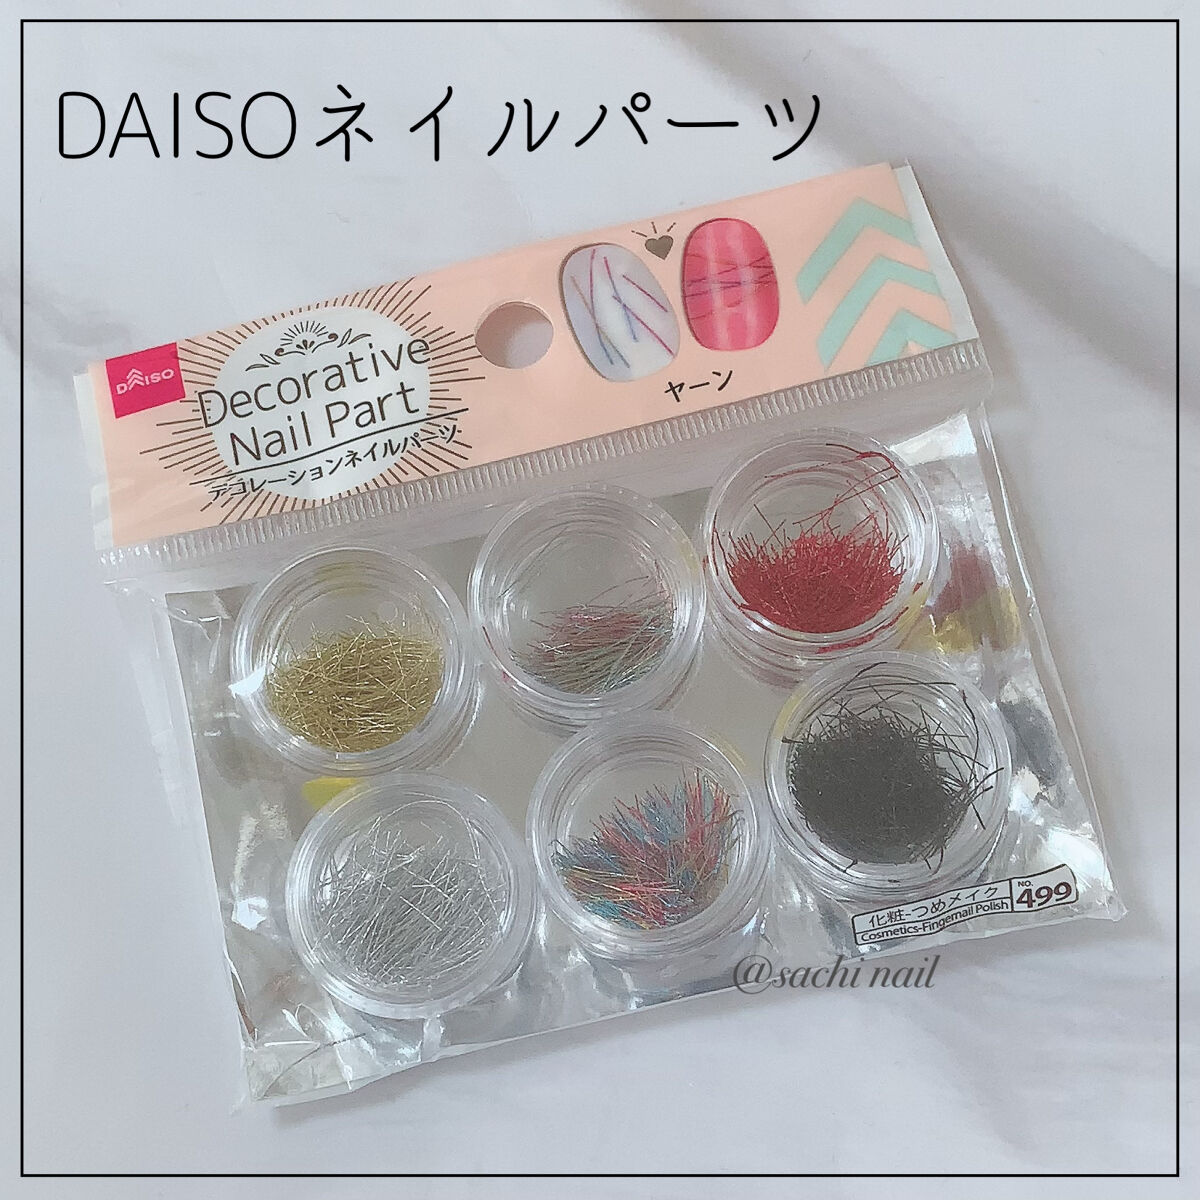 DAISOネイルパーツ
DAISO
Decorative
Nail Part
デコレーションネイルパーツ
ヤーン
化粧-つめメイク
Cosmetics-Fingernail Polish
NO.
499
@sachi nail